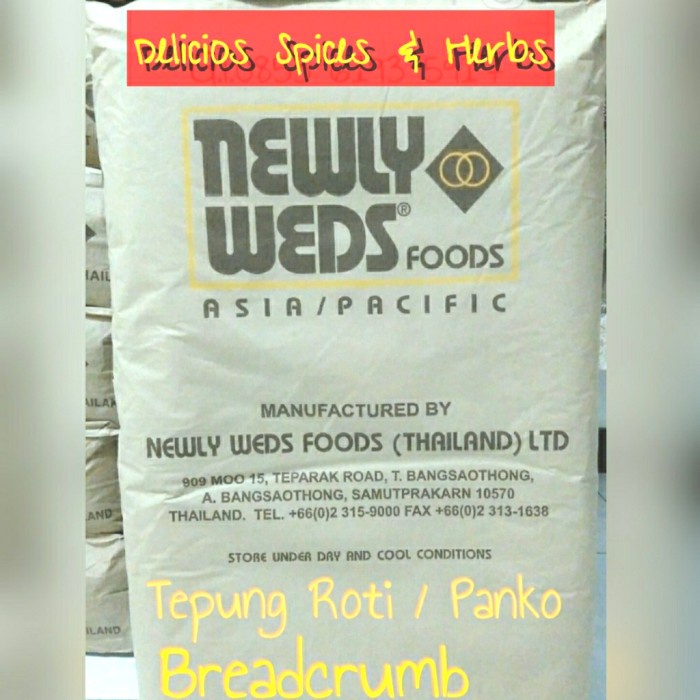 Delicios Spices & Herbs
NEWLY
WEDS® FOODS
ASIA/PACIFIC
MANUFACTURED BY
NEWLY WEDS FOODS (THAILAND) LTD
909 MOO 15, TEPARAK ROAD, T. BANGSAOTHONG,
A. BANGSAOTHONG, SAMUTPRAKARN 10570
THAILAND. TEL. +66(0)2 315-9000 FAX +66(0)2 313-1638
STORE UNDER DAY AND COOL CONDITIONS
Tepung Roti / Panko
Breadcrumb